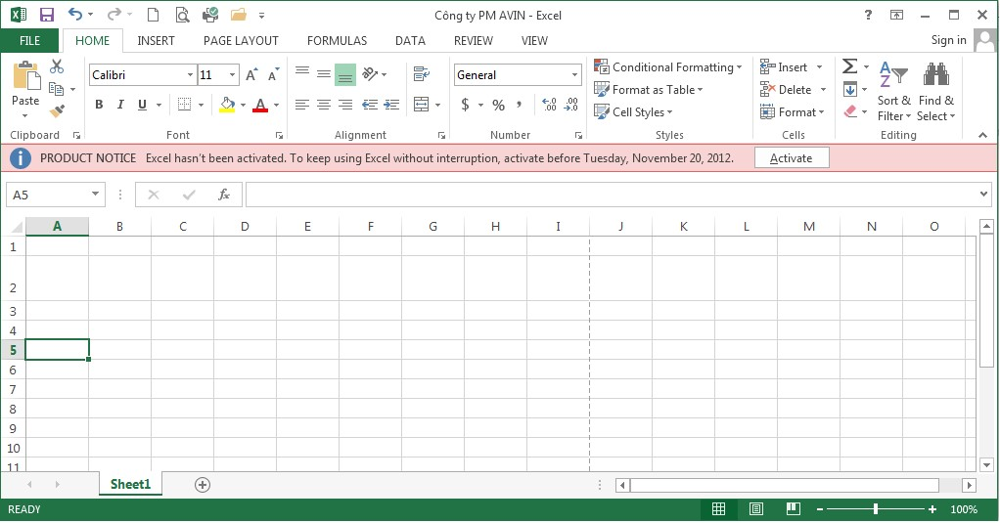 Công ty PM AVIN - Excel
?
FILE HOME INSERT PAGE LAYOUT FORMULAS DATA REVIEW VIEW Sign in
Paste
Calibri 11
B I U A
General
$ % ,
Conditional Formatting
Format as Table
Cell Styles
Insert
Delete
Format
Sort & Filter
Find & Select
Clipboard Font Alignment Number Styles Cells Editing
PRODUCT NOTICE Excel hasn't been activated. To keep using Excel without interruption, activate before Tuesday, November 20, 2012. Activate
A5 fx
A B C D E F G H I J K L M N O
1
2
3
4
5
6
7
8
9
10
11
Sheet1
READY 100%